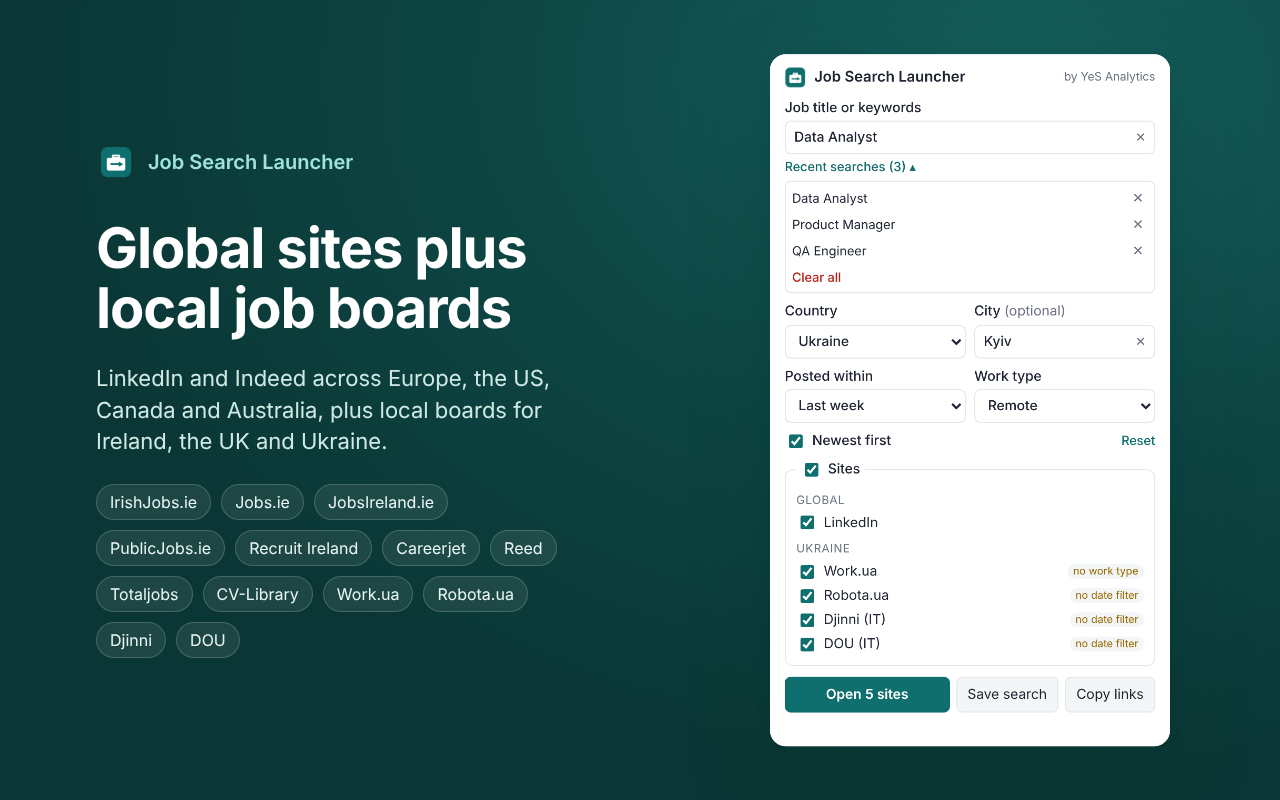 Job Search Launcher
Global sites plus
local job boards
LinkedIn and Indeed across Europe, the US,
Canada and Australia, plus local boards for
Ireland, the UK and Ukraine.
IrishJobs.ie Jobs.ie JobsIreland.ie
PublicJobs.ie Recruit Ireland Careerjet Reed
Totaljobs CV-Library Work.ua Robota.ua
Djinni DOU
Job Search Launcher by YeS Analytics
Job title or keywords
Data Analyst ×
Recent searches (3) ▴
Data Analyst ×
Product Manager ×
QA Engineer ×
Clear all
Country City (optional)
Ukraine Kyiv ×
Posted within Work type
Last week Remote
Newest first Reset
Sites
GLOBAL
LinkedIn
UKRAINE
Work.ua no work type
Robota.ua no date filter
Djinni (IT) no date filter
DOU (IT) no date filter
Open 5 sites Save search Copy links